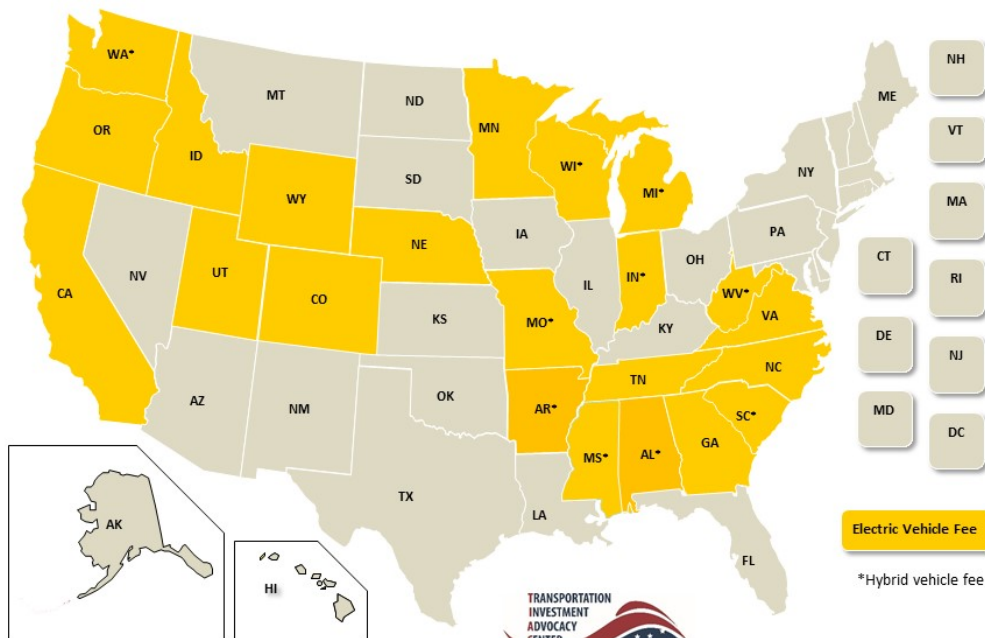 WA*
MT
ND
MN
OR
ID
WY
SD
WI*
MI*
NY
ME
NH
VT
MA
CT
RI
DE
NJ
MD
DC
NV
UT
CA
CO
NE
IA
IL
IN*
OH
PA
WV*
VA
KS
MO*
KY
NC
TN
AZ
NM
OK
AR*
SC*
MS*
AL*
GA
TX
LA
FL
AK
HI
Electric Vehicle Fee
*Hybrid vehicle fee
TRANSPORTATION
INVESTMENT
ADVOCACY
CENTER